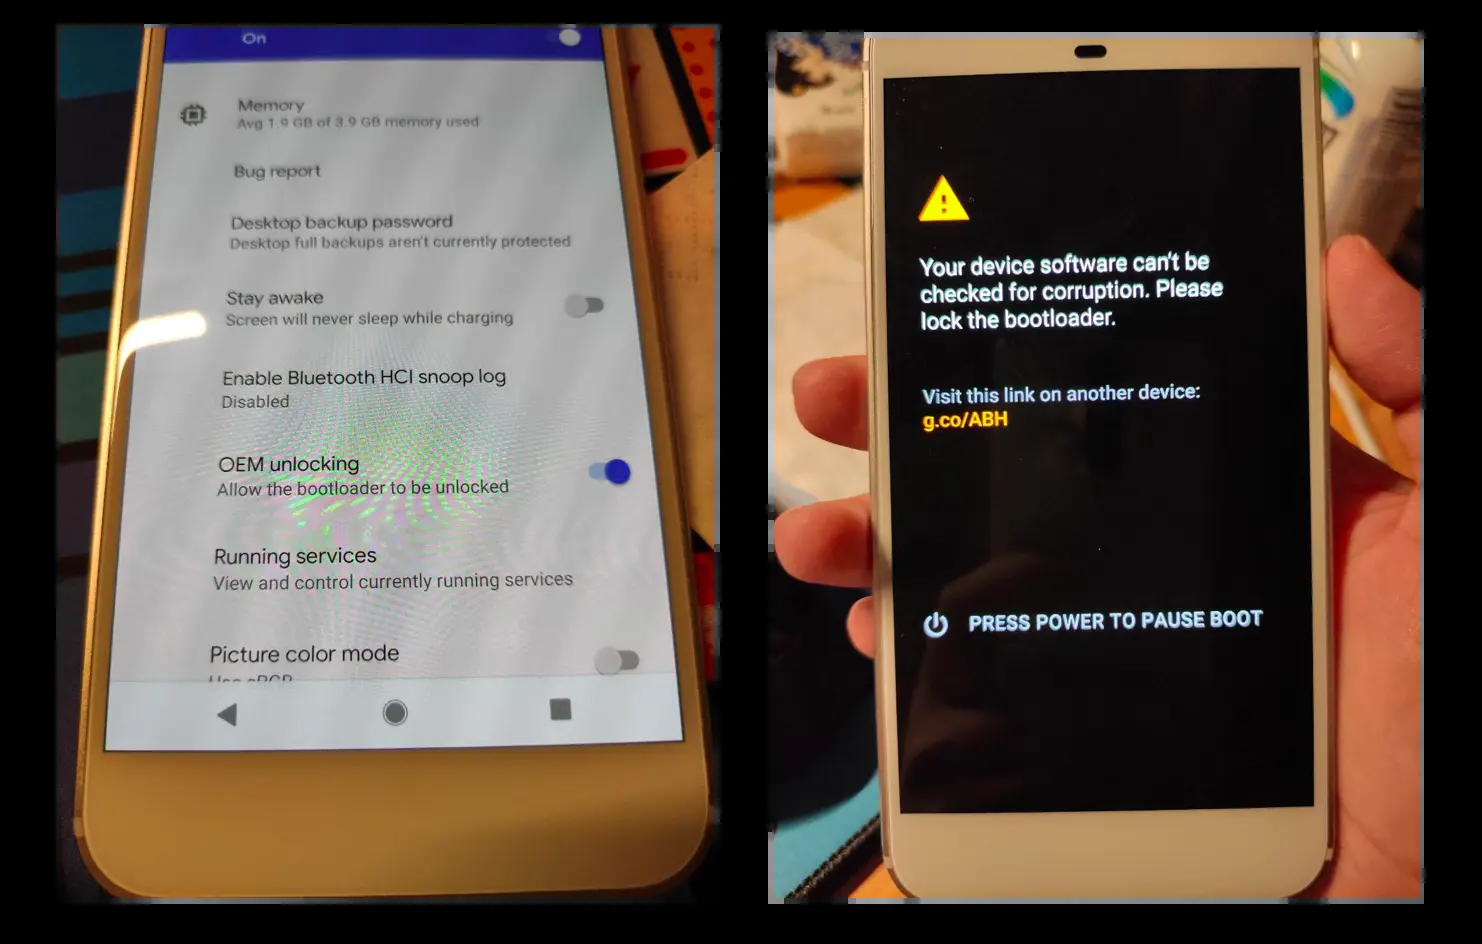 On
Memory
Avg 1.9 GB of 3.9 GB memory used
Bug report
Desktop backup password
Desktop full backups aren't currently protected
Stay awake
Screen will never sleep while charging
Enable Bluetooth HCI snoop log
Disabled
OEM unlocking
Allow the bootloader to be unlocked
Running services
View and control currently running services
Picture color mode
Use sRGB
Your device software can't be
checked for corruption. Please
lock the bootloader.
Visit this link on another device:
g.co/ABH
PRESS POWER TO PAUSE BOOT